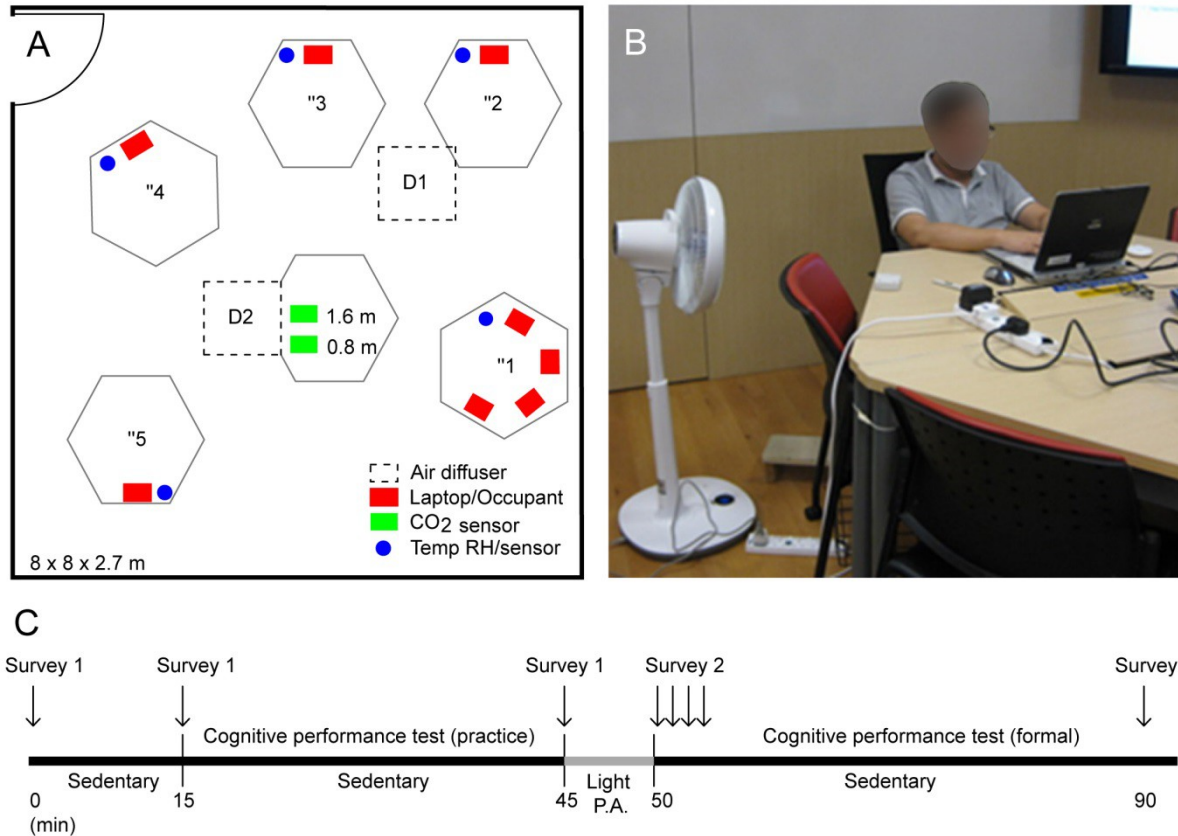 A
"3
"2
"4
D1
D2
1.6 m
0.8 m
"1
"5
Air diffuser
Laptop/Occupant
CO2 sensor
Temp RH/sensor
8 x 8 x 2.7 m
B
C
Survey 1 Survey 1 Survey 1 Survey 2 Survey
Cognitive performance test (practice) Cognitive performance test (formal)
Sedentary Sedentary Light Sedentary
P.A.
0 15 45 50 90
(min)